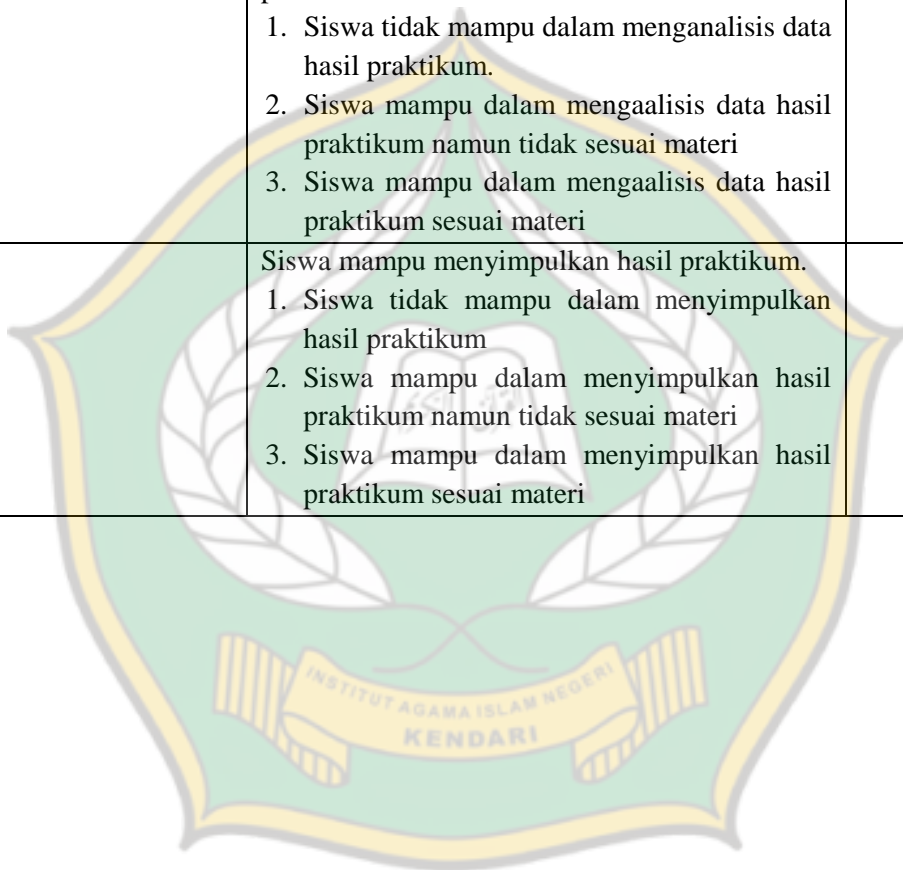 1. Siswa tidak mampu dalam menganalisis data
hasil praktikum.
2. Siswa mampu dalam mengaalisis data hasil
praktikum namun tidak sesuai materi
3. Siswa mampu dalam mengaalisis data hasil
praktikum sesuai materi
Siswa mampu menyimpulkan hasil praktikum.
1. Siswa tidak mampu dalam menyimpulkan
hasil praktikum
2. Siswa mampu dalam menyimpulkan hasil
praktikum namun tidak sesuai materi
3. Siswa mampu dalam menyimpulkan hasil
praktikum sesuai materi
INSTITUT AGAMA ISLAM NEGERI
KENDARI